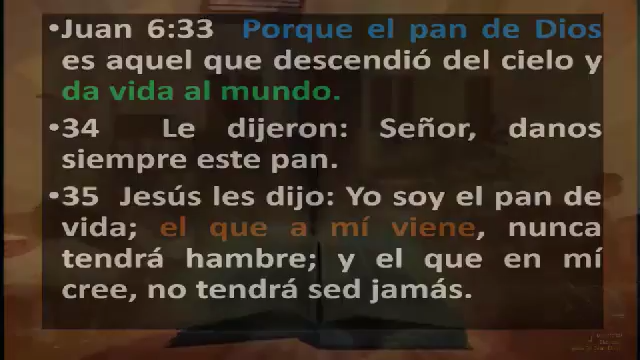 •Juan 6:33 Porque el pan de Dios
es aquel que descendió del cielo y
da vida al mundo.
•34 Le dijeron: Señor, danos
siempre este pan.
•35 Jesús les dijo: Yo soy el pan de
vida; el que a mí viene, nunca
tendrá hambre; y el que en mí
cree, no tendrá sed jamás.